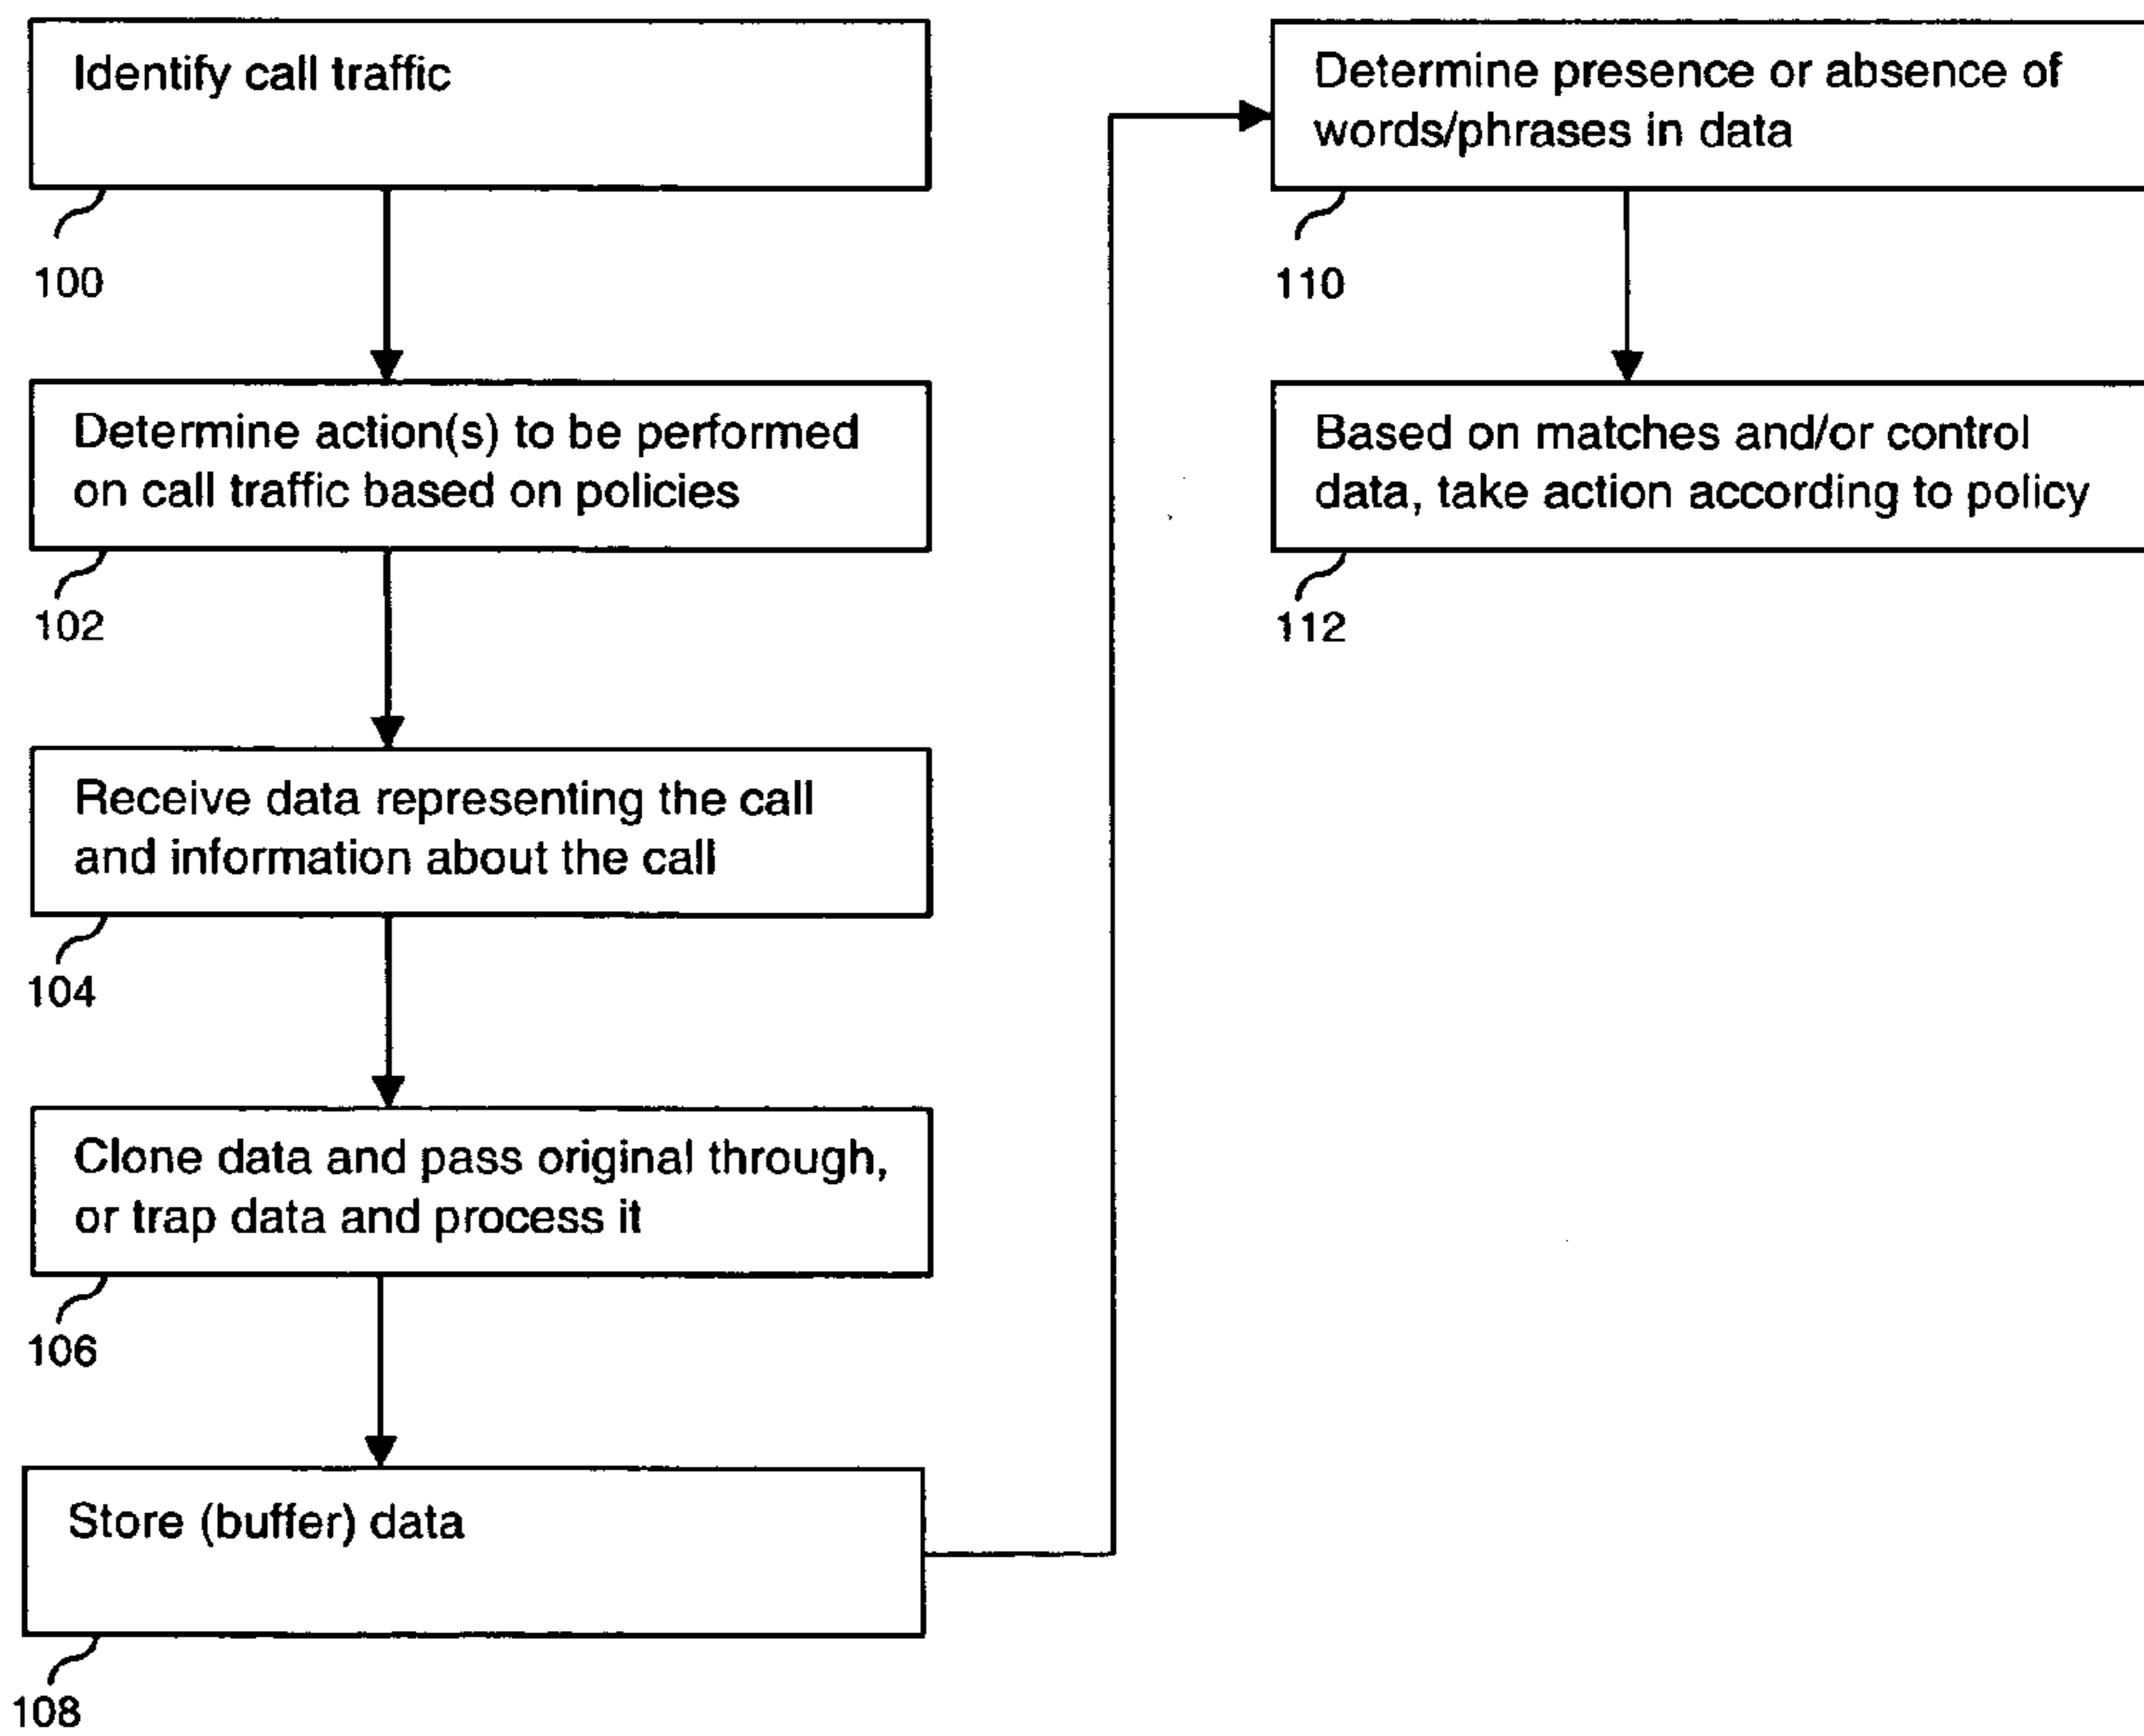 Identify call traffic
100
Determine action(s) to be performed
on call traffic based on policies
102
Receive data representing the call
and information about the call
104
Clone data and pass original through,
or trap data and process it
106
Store (buffer) data
108
Determine presence or absence of
words/phrases in data
110
Based on matches and/or control
data, take action according to policy
112